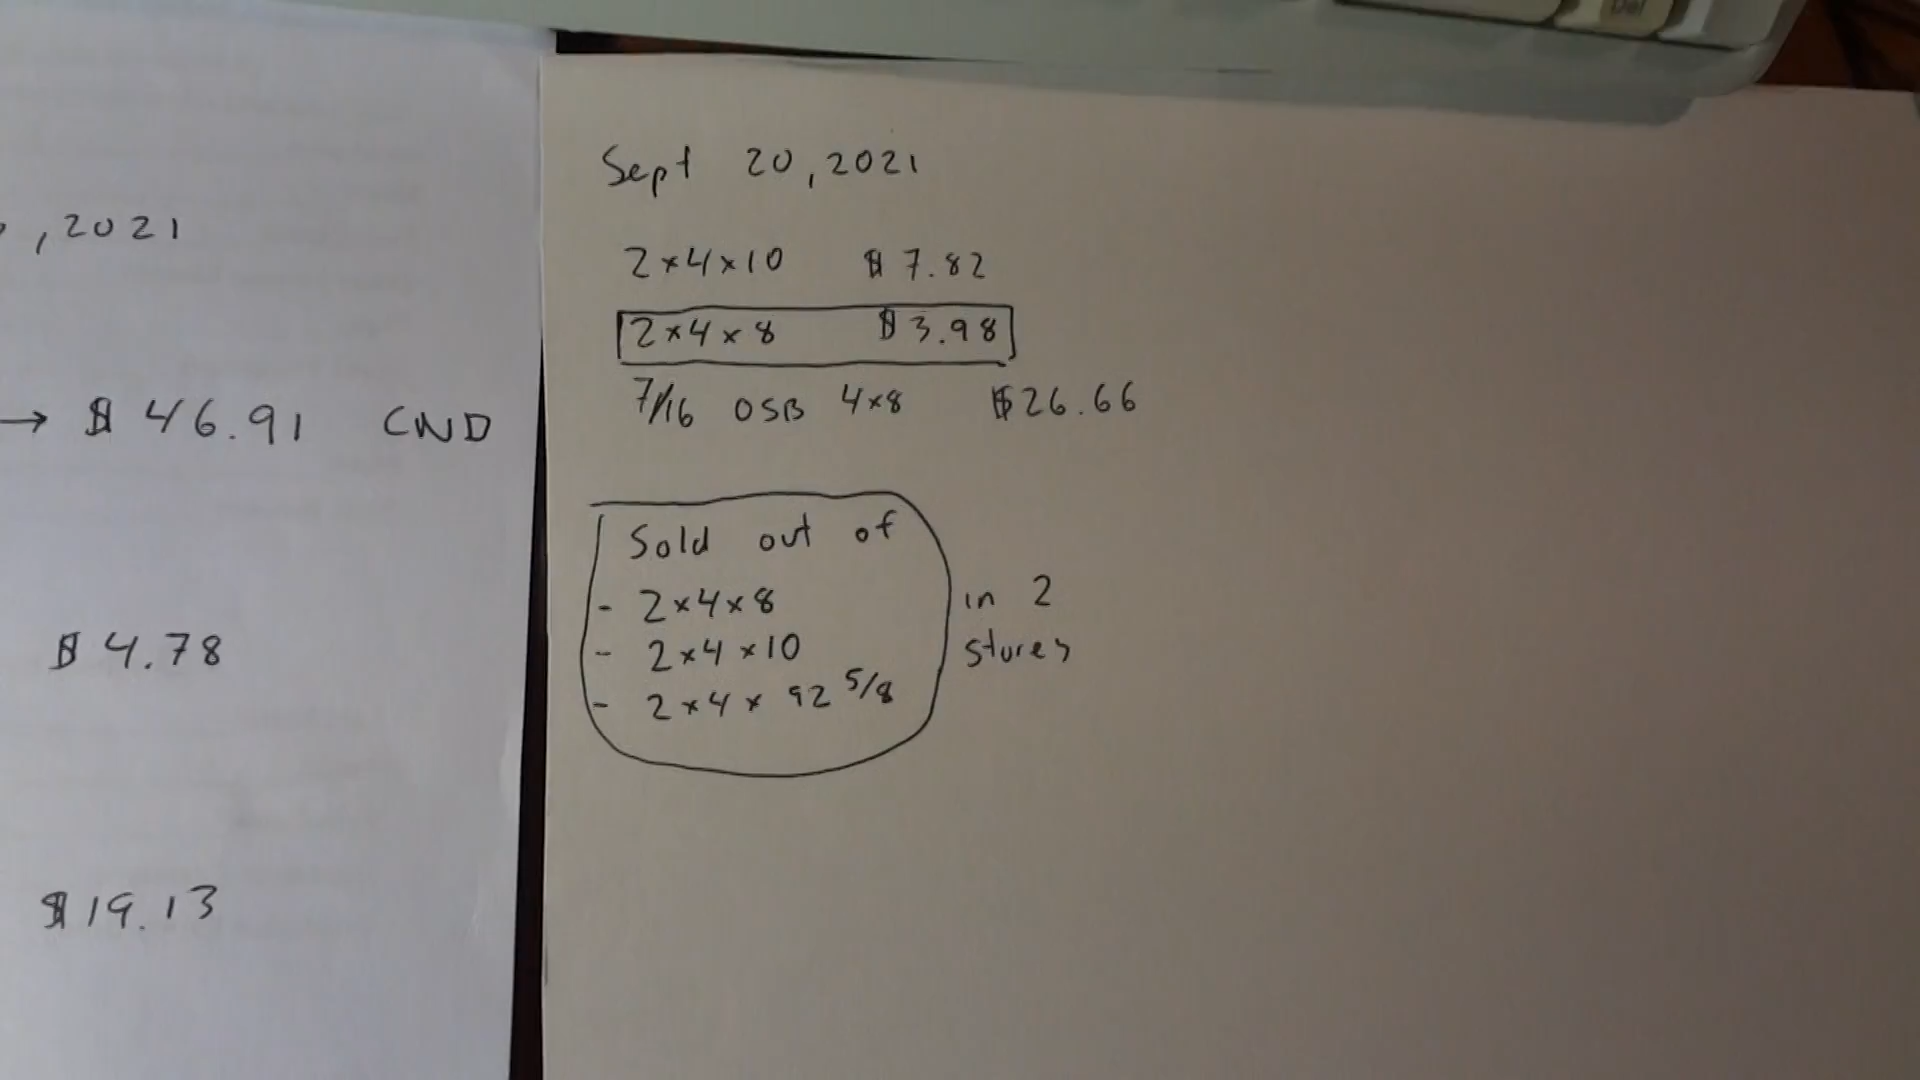 , 2021
→ $ 46.91 CND
$ 4.78
$ 19.13
Sept 20, 2021
2×4×10 $ 7.82
2×4×8 $ 3.98
7/16 OSB 4×8 $26.66
Sold out of
- 2×4×8
- 2×4×10
- 2×4× 92 5/8
in 2
stores
Del